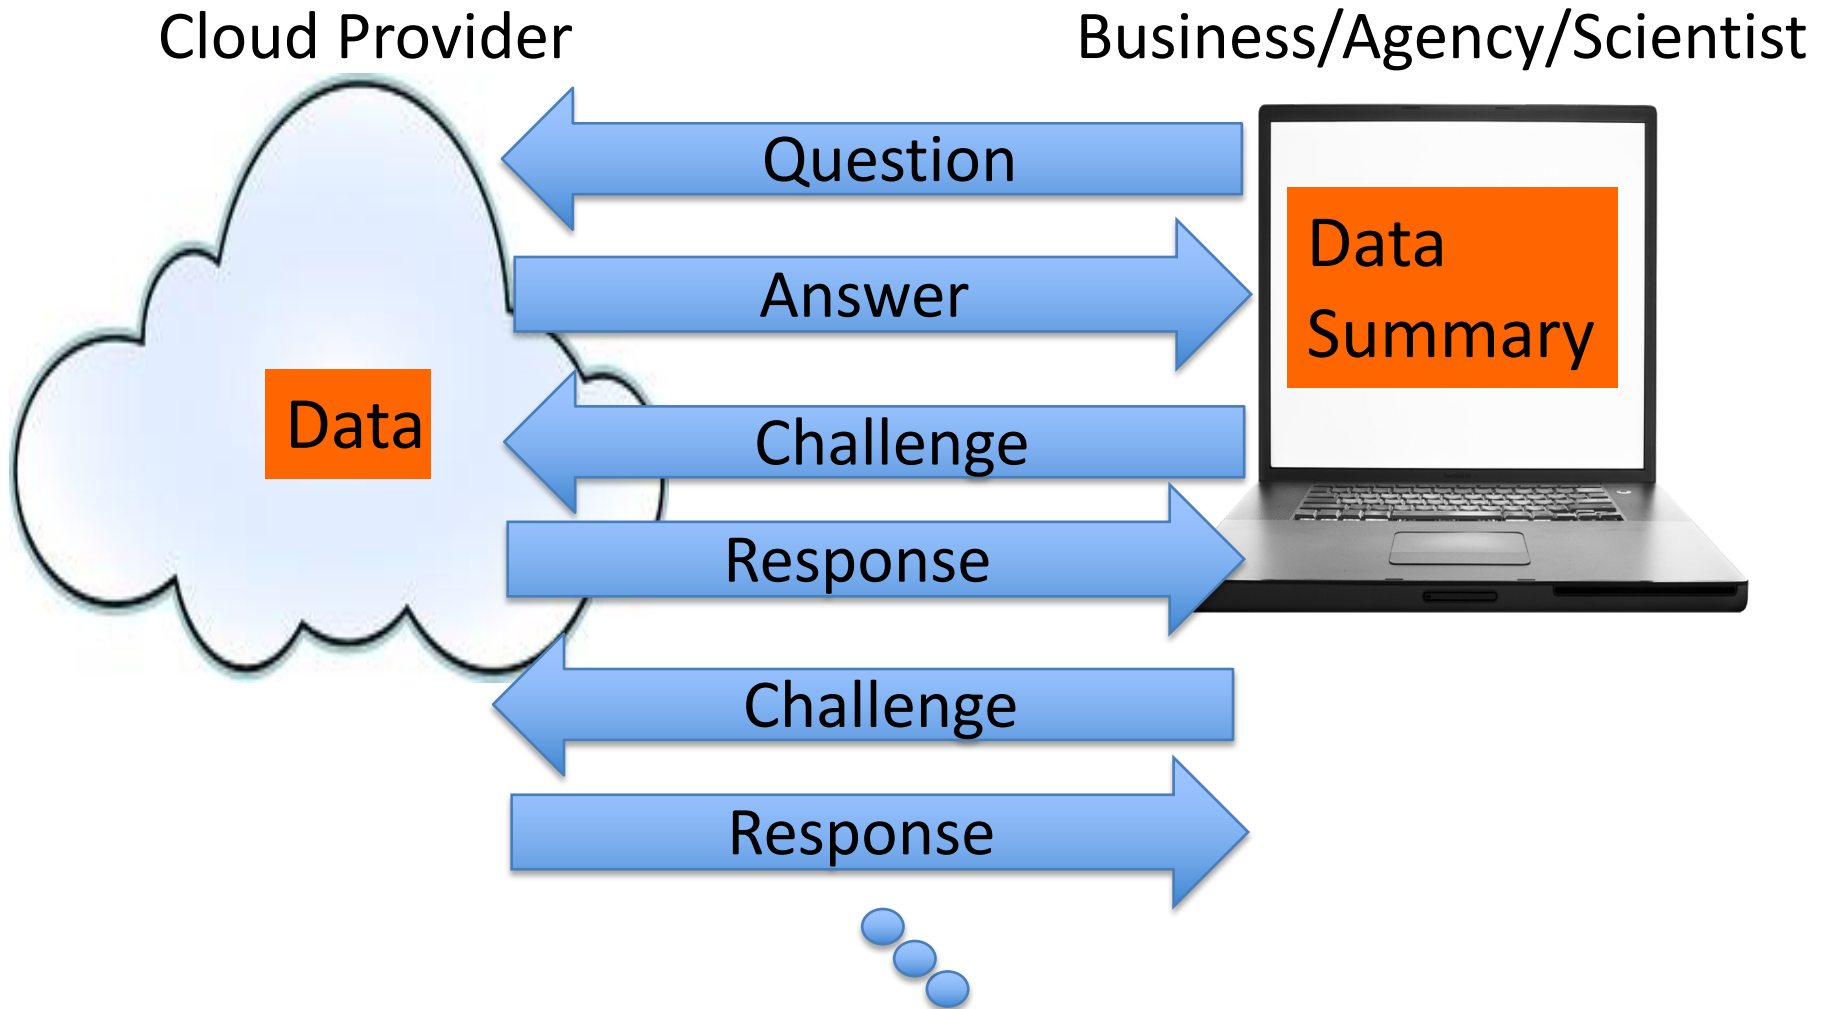 Cloud Provider
Business/Agency/Scientist
Question
Answer
Data
Summary
Data
Challenge
Response
Challenge
Response